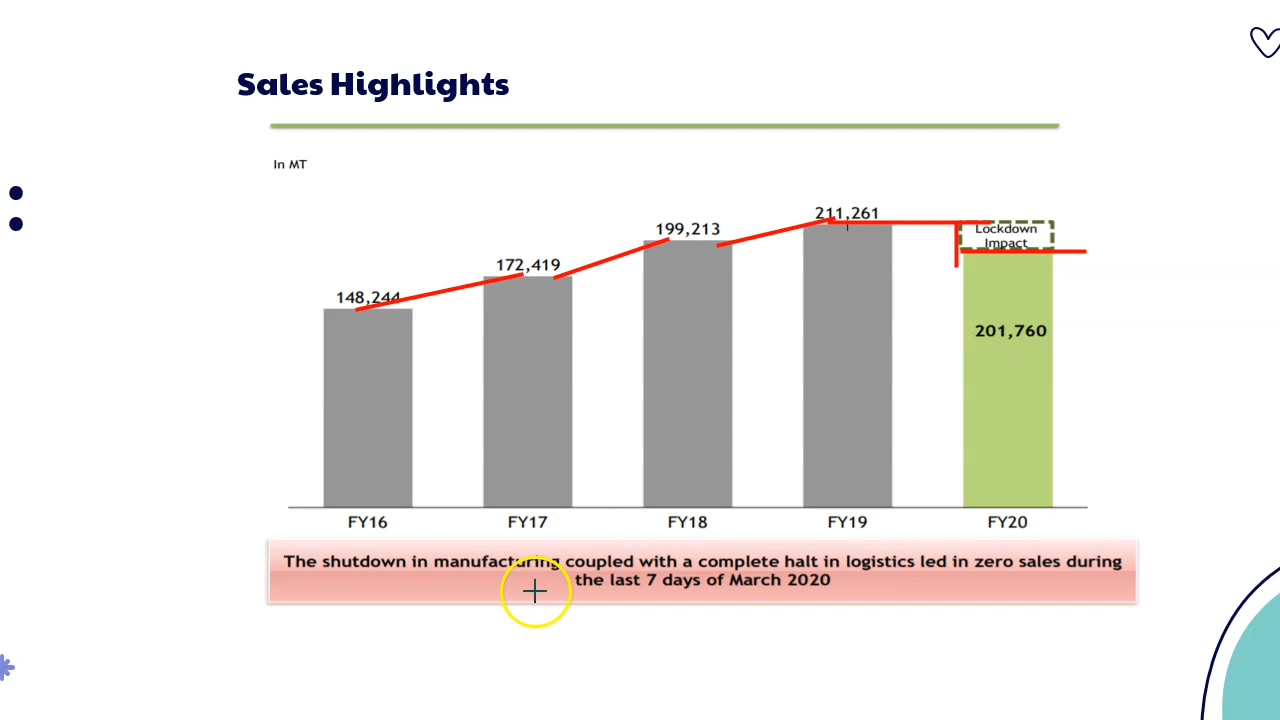 Sales Highlights
In MT
148,244
172,419
199,213
211,261
Lockdown
Impact
201,760
FY16
FY17
FY18
FY19
FY20
The shutdown in manufacturing coupled with a complete halt in logistics led in zero sales during
the last 7 days of March 2020